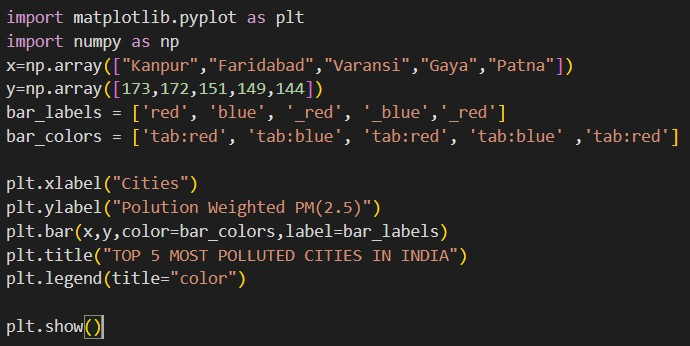 import matplotlib.pyplot as plt
import numpy as np
x=np.array(["Kanpur","Faridabad","Varansi","Gaya","Patna"])
y=np.array([173,172,151,149,144])
bar_labels = ['red', 'blue', '_red', '_blue','_red']
bar_colors = ['tab:red', 'tab:blue', 'tab:red', 'tab:blue' ,'tab:red']
plt.xlabel("Cities")
plt.ylabel("Polution Weighted PM(2.5)")
plt.bar(x,y,color=bar_colors,label=bar_labels)
plt.title("TOP 5 MOST POLLUTED CITIES IN INDIA")
plt.legend(title="color")
plt.show()